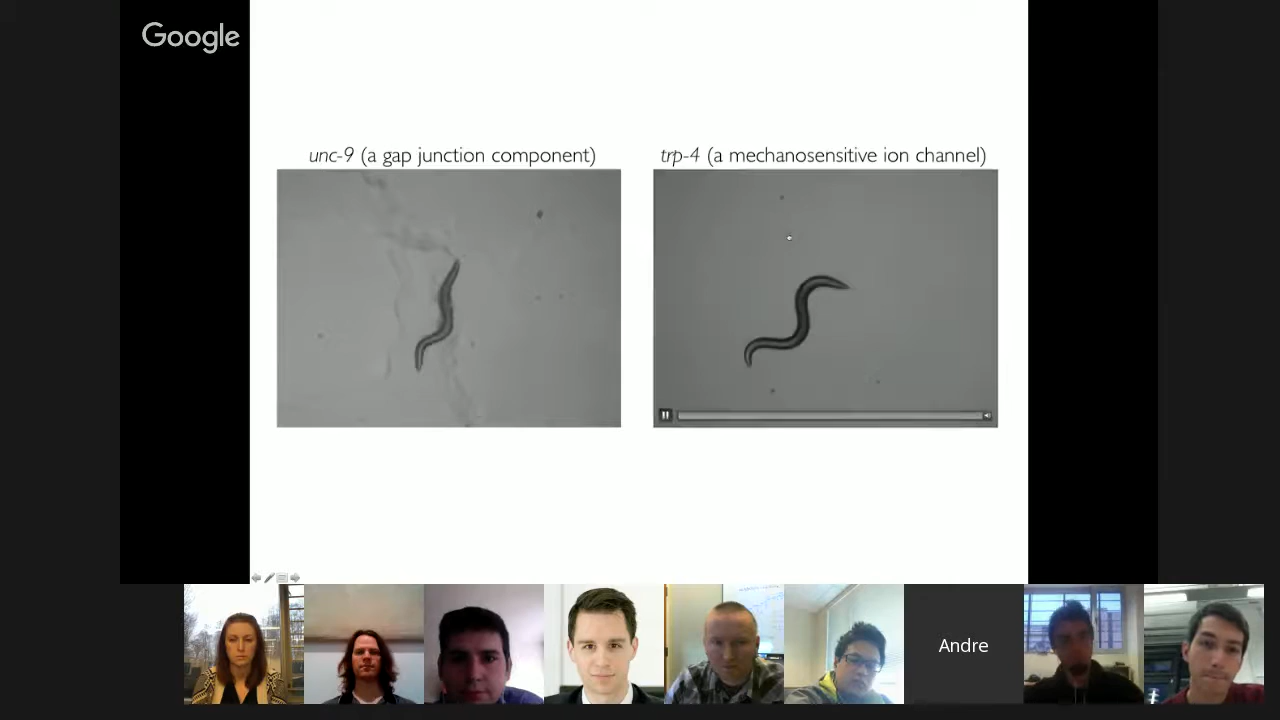 Google
unc-9 (a gap junction component)
trp-4 (a mechanosensitive ion channel)
Andre